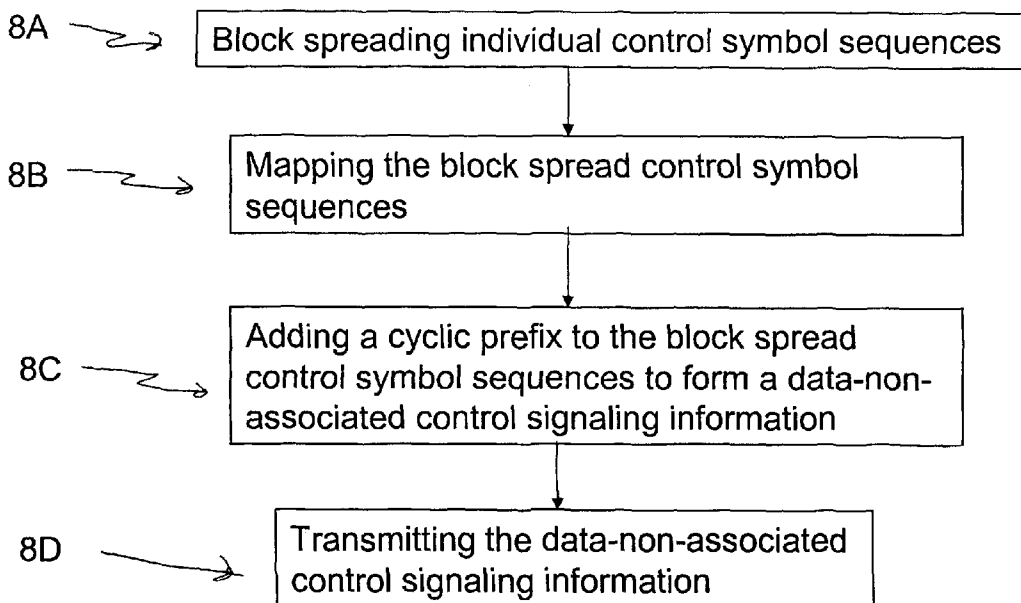 8A
Block spreading individual control symbol sequences
8B
Mapping the block spread control symbol
sequences
8C
Adding a cyclic prefix to the block spread
control symbol sequences to form a data-non-
associated control signaling information
8D
Transmitting the data-non-associated
control signaling information